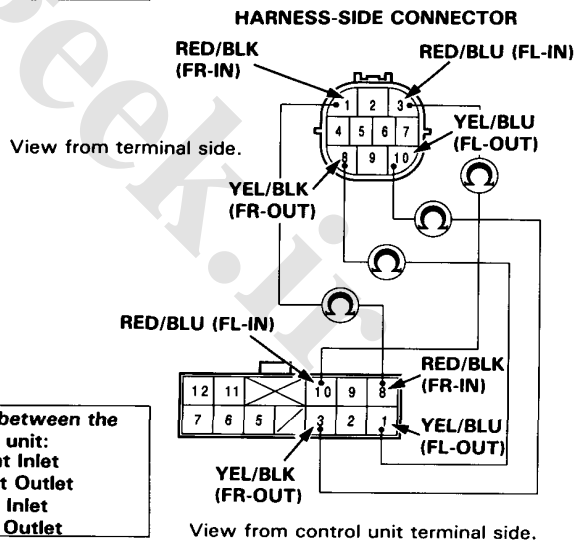 HARNESS-SIDE CONNECTOR
RED/BLK
(FR-IN)
RED/BLU (FL-IN)
1 2 3
4 5 6 7
8 9 10
View from terminal side.
YEL/BLU
(FL-OUT)
YEL/BLK
(FR-OUT)
RED/BLU (FL-IN)
RED/BLK
(FR-IN)
12 11 10 9 8
7 6 5 3 2 1
YEL/BLU
(FL-OUT)
YEL/BLK
(FR-OUT)
between the
unit:
t Inlet
t Outlet
Inlet
Outlet
View from control unit terminal side.